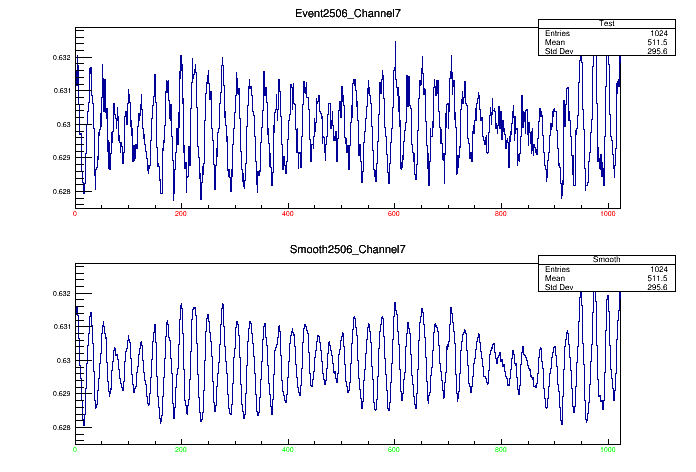 Event2506_Channel7
Test
Entries 1024
Mean 511.5
Std Dev 295.6
0.632
0.631
0.63
0.629
0.628
0 200 400 600 800 1000
Smooth2506_Channel7
Smooth
Entries 1024
Mean 511.5
Std Dev 295.6
0.632
0.631
0.63
0.629
0.628
0 200 400 600 800 1000